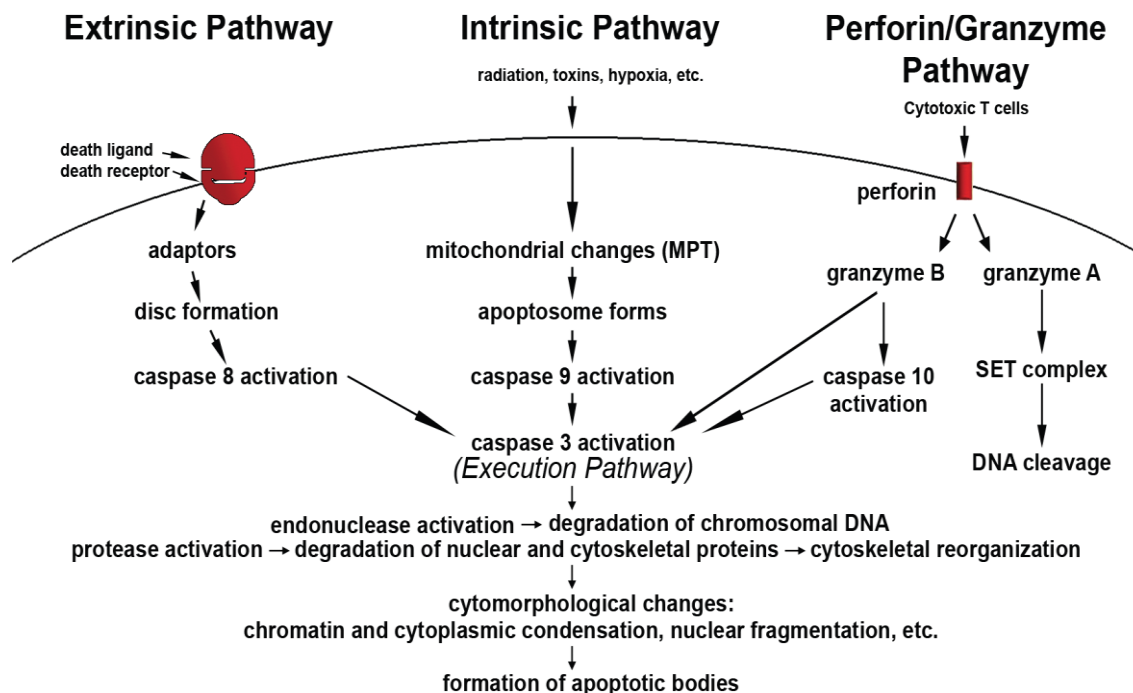 Extrinsic Pathway
Intrinsic Pathway
Perforin/Granzyme
Pathway
radiation, toxins, hypoxia, etc.
Cytotoxic T cells
death ligand
death receptor
perforin
adaptors
mitochondrial changes (MPT)
granzyme B
granzyme A
disc formation
apoptosome forms
caspase 8 activation
caspase 9 activation
caspase 10
activation
SET complex
caspase 3 activation
(Execution Pathway)
DNA cleavage
endonuclease activation → degradation of chromosomal DNA
protease activation → degradation of nuclear and cytoskeletal proteins → cytoskeletal reorganization
cytomorphological changes:
chromatin and cytoplasmic condensation, nuclear fragmentation, etc.
formation of apoptotic bodies